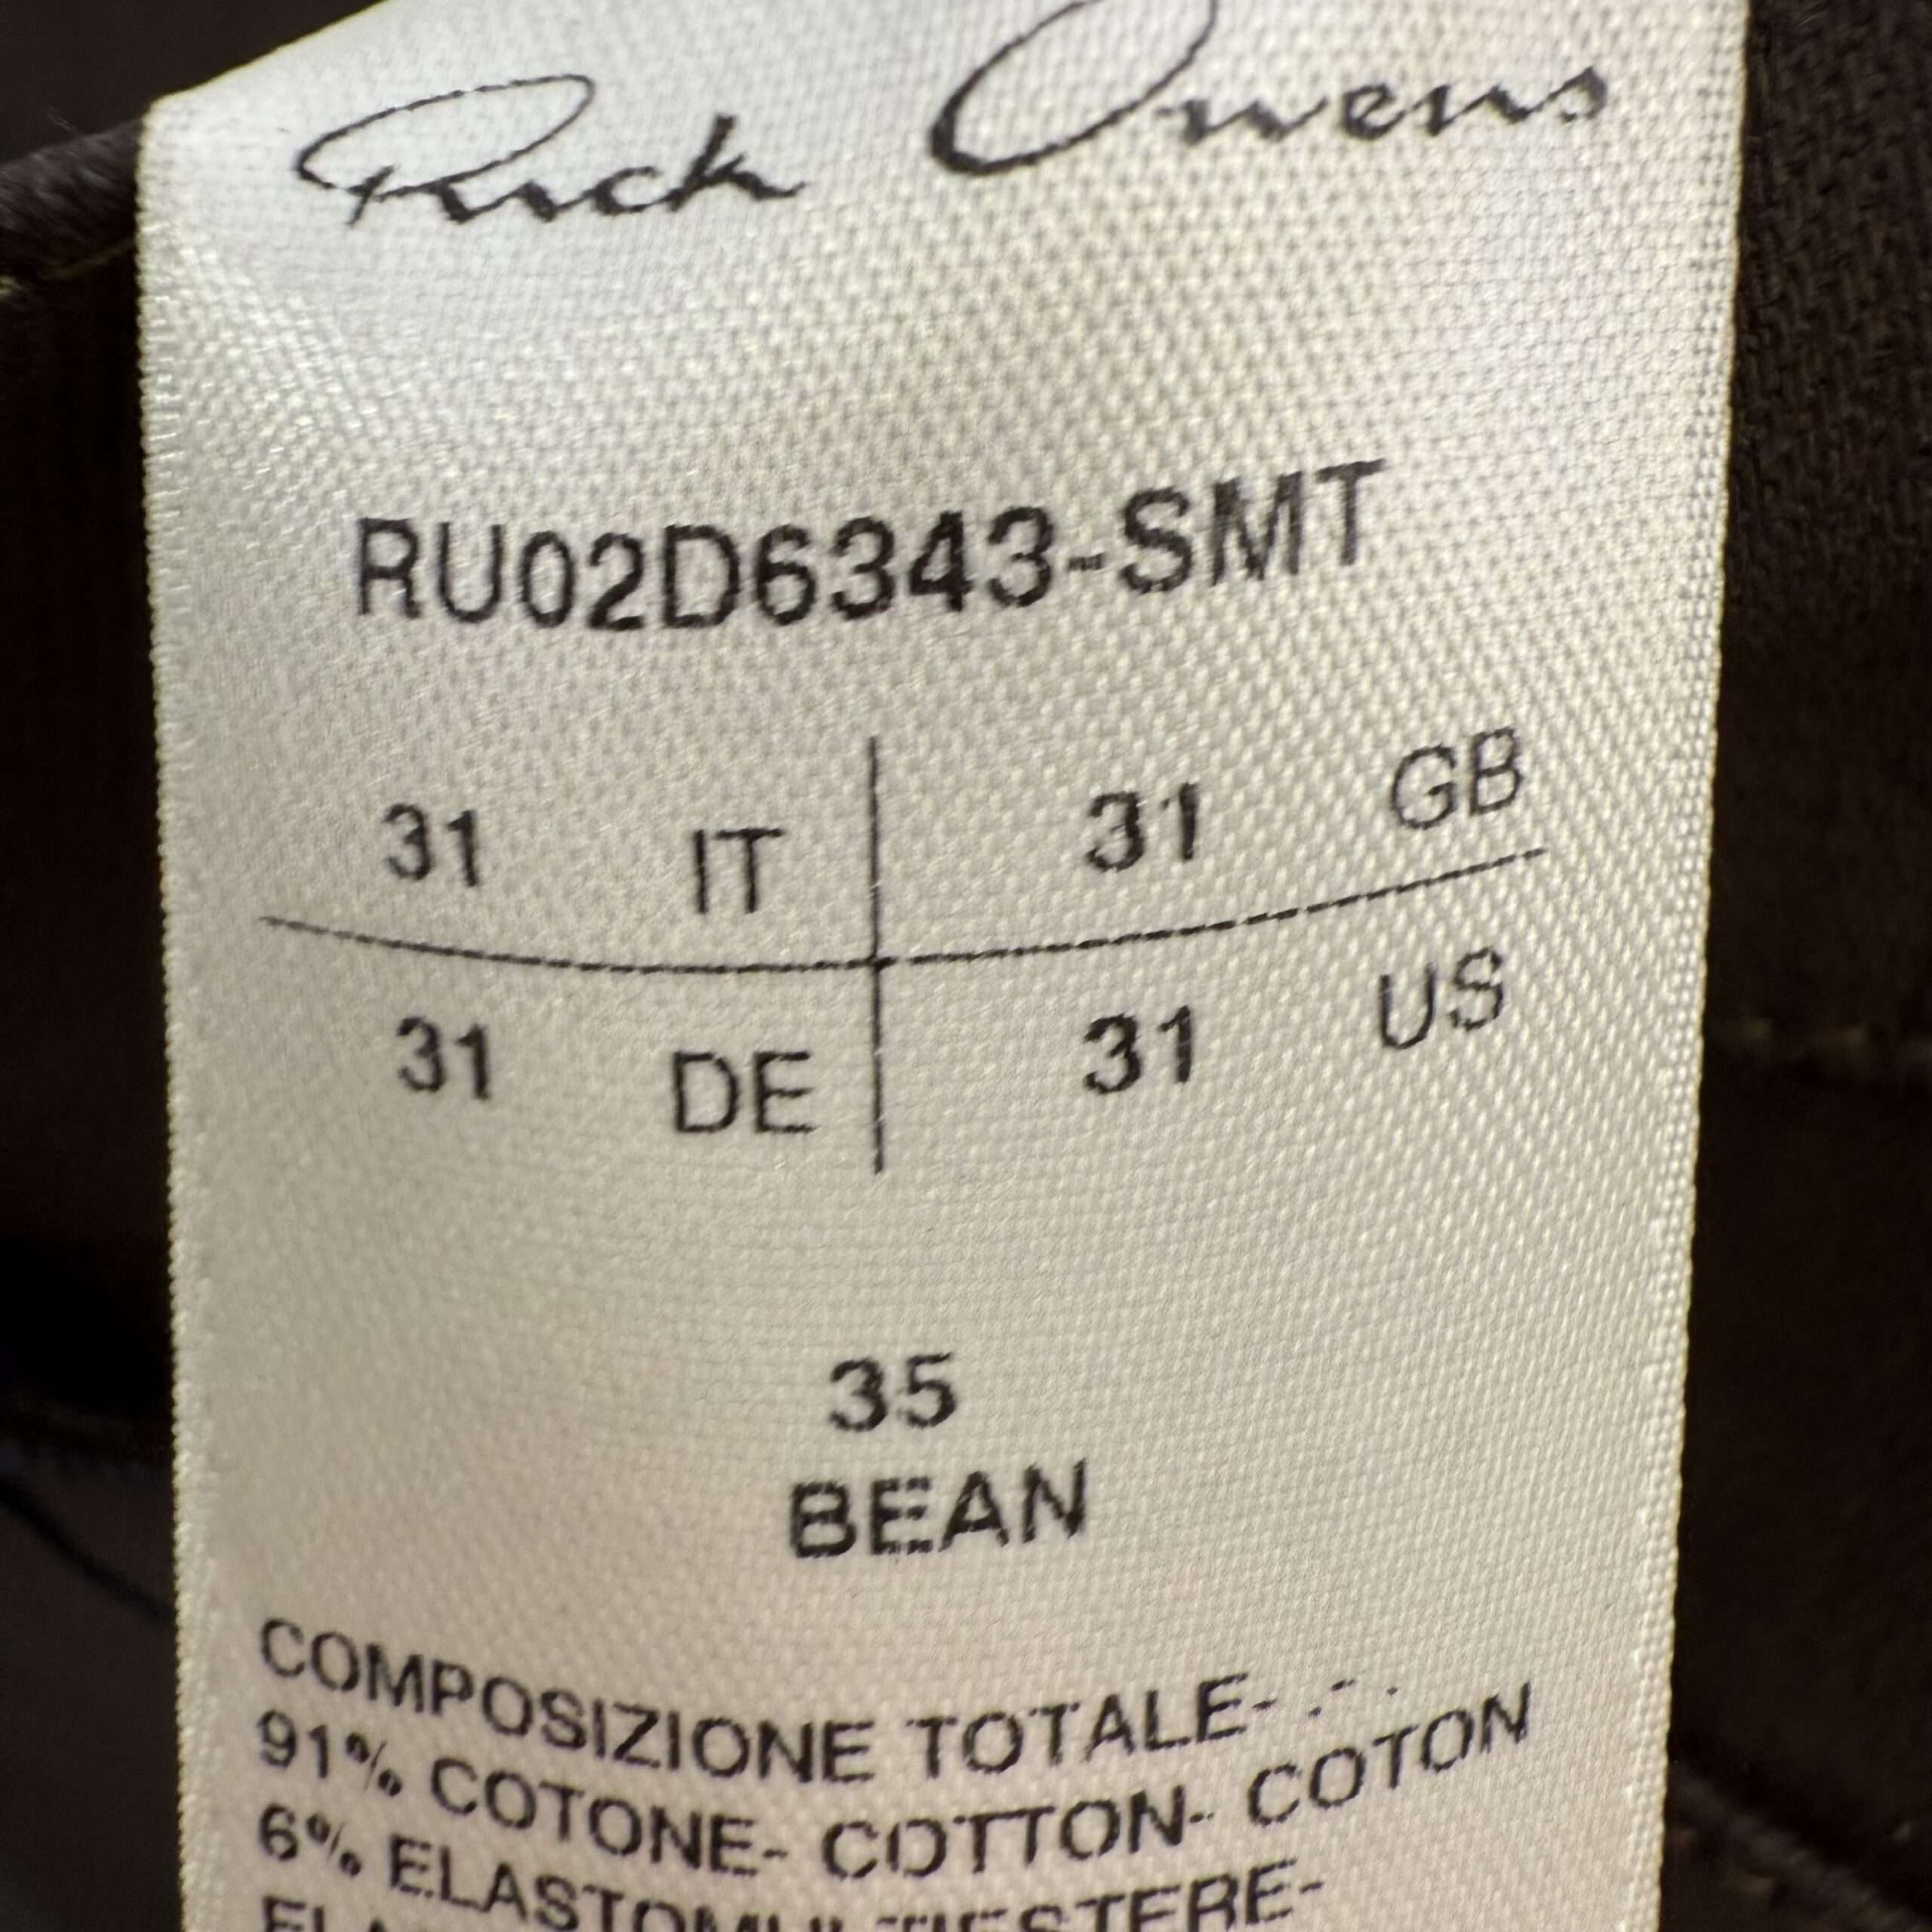 Rick Owens
RU02D6343-SMT
31 IT 31 GB
31 DE 31 US
35
BEAN
COMPOSIZIONE TOTALE- .- .
91% COTONE- COTTON- COTON
6%